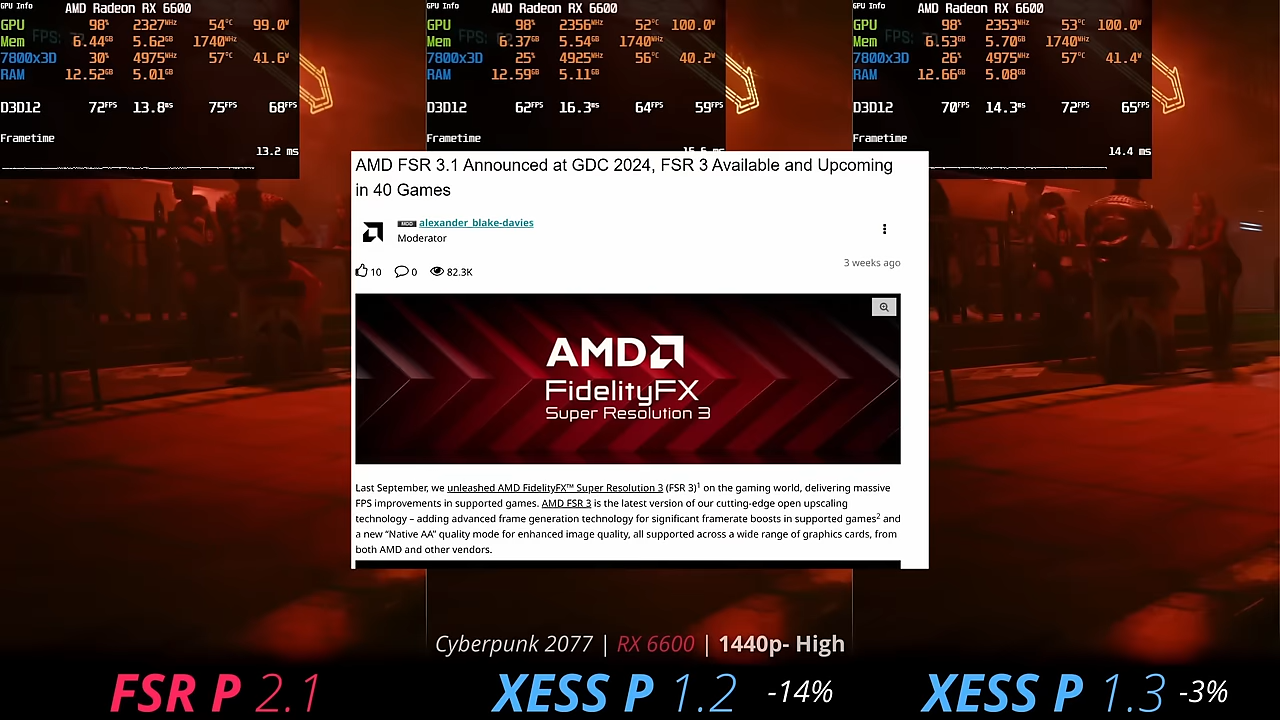 GPU Info AMD Radeon RX 6600
GPU 98% 2327MHz 54°C 99.0W
Mem 6.44GB 5.62GB 1740MHz
7800x3D 30% 4975MHz 57°C 41.6W
RAM 12.52GB 5.01GB
D3D12 72FPS 13.8ms 75FPS 68FPS
Frametime
13.2 ms
GPU Info AMD Radeon RX 6600
GPU 98% 2356MHz 52°C 100.0W
Mem 6.37GB 5.54GB 1740MHz
7800x3D 25% 4925MHz 56°C 40.2W
RAM 12.59GB 5.11GB
D3D12 62FPS 16.3ms 64FPS 59FPS
Frametime
GPU Info AMD Radeon RX 6600
GPU 98% 2353MHz 53°C 100.0W
Mem 6.53GB 5.70GB 1740MHz
7800x3D 26% 4975MHz 57°C 41.4W
RAM 12.66GB 5.08GB
D3D12 70FPS 14.3ms 72FPS 65FPS
Frametime
14.4 ms
AMD FSR 3.1 Announced at GDC 2024, FSR 3 Available and Upcoming
in 40 Games
alexander_blake-davies
Moderator
3 weeks ago
10 0 82.3K
AMD
FidelityFX
Super Resolution 3
Last September, we unleashed AMD FidelityFX™ Super Resolution 3 (FSR 3)¹ on the gaming world, delivering massive
FPS improvements in supported games. AMD FSR 3 is the latest version of our cutting-edge open upscaling
technology – adding advanced frame generation technology for significant framerate boosts in supported games² and
a new “Native AA” quality mode for enhanced image quality, all supported across a wide range of graphics cards, from
both AMD and other vendors.
Cyberpunk 2077 | RX 6600 | 1440p- High
FSR P 2.1
XESS P 1.2 -14%
XESS P 1.3 -3%